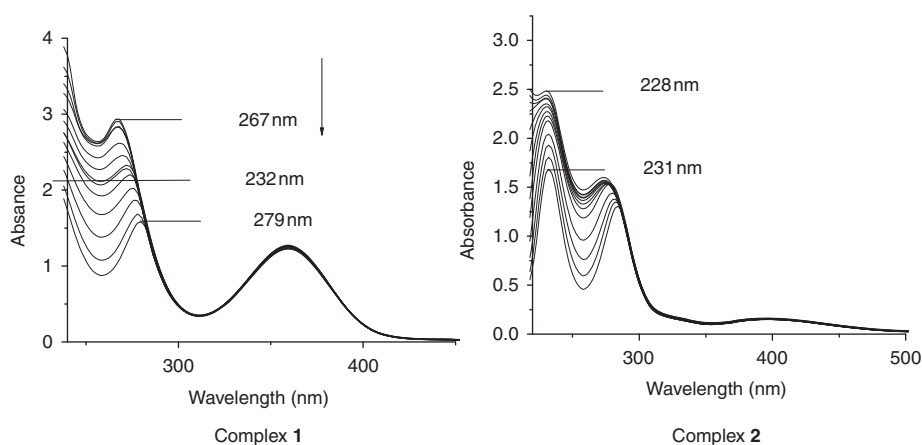 4
3
2
1
0
Absance
267 nm
232 nm
279 nm
300
400
Wavelength (nm)
Complex 1
3.0
2.5
2.0
1.5
1.0
0.5
0.0
Absorbance
228 nm
231 nm
300
400
500
Wavelength (nm)
Complex 2